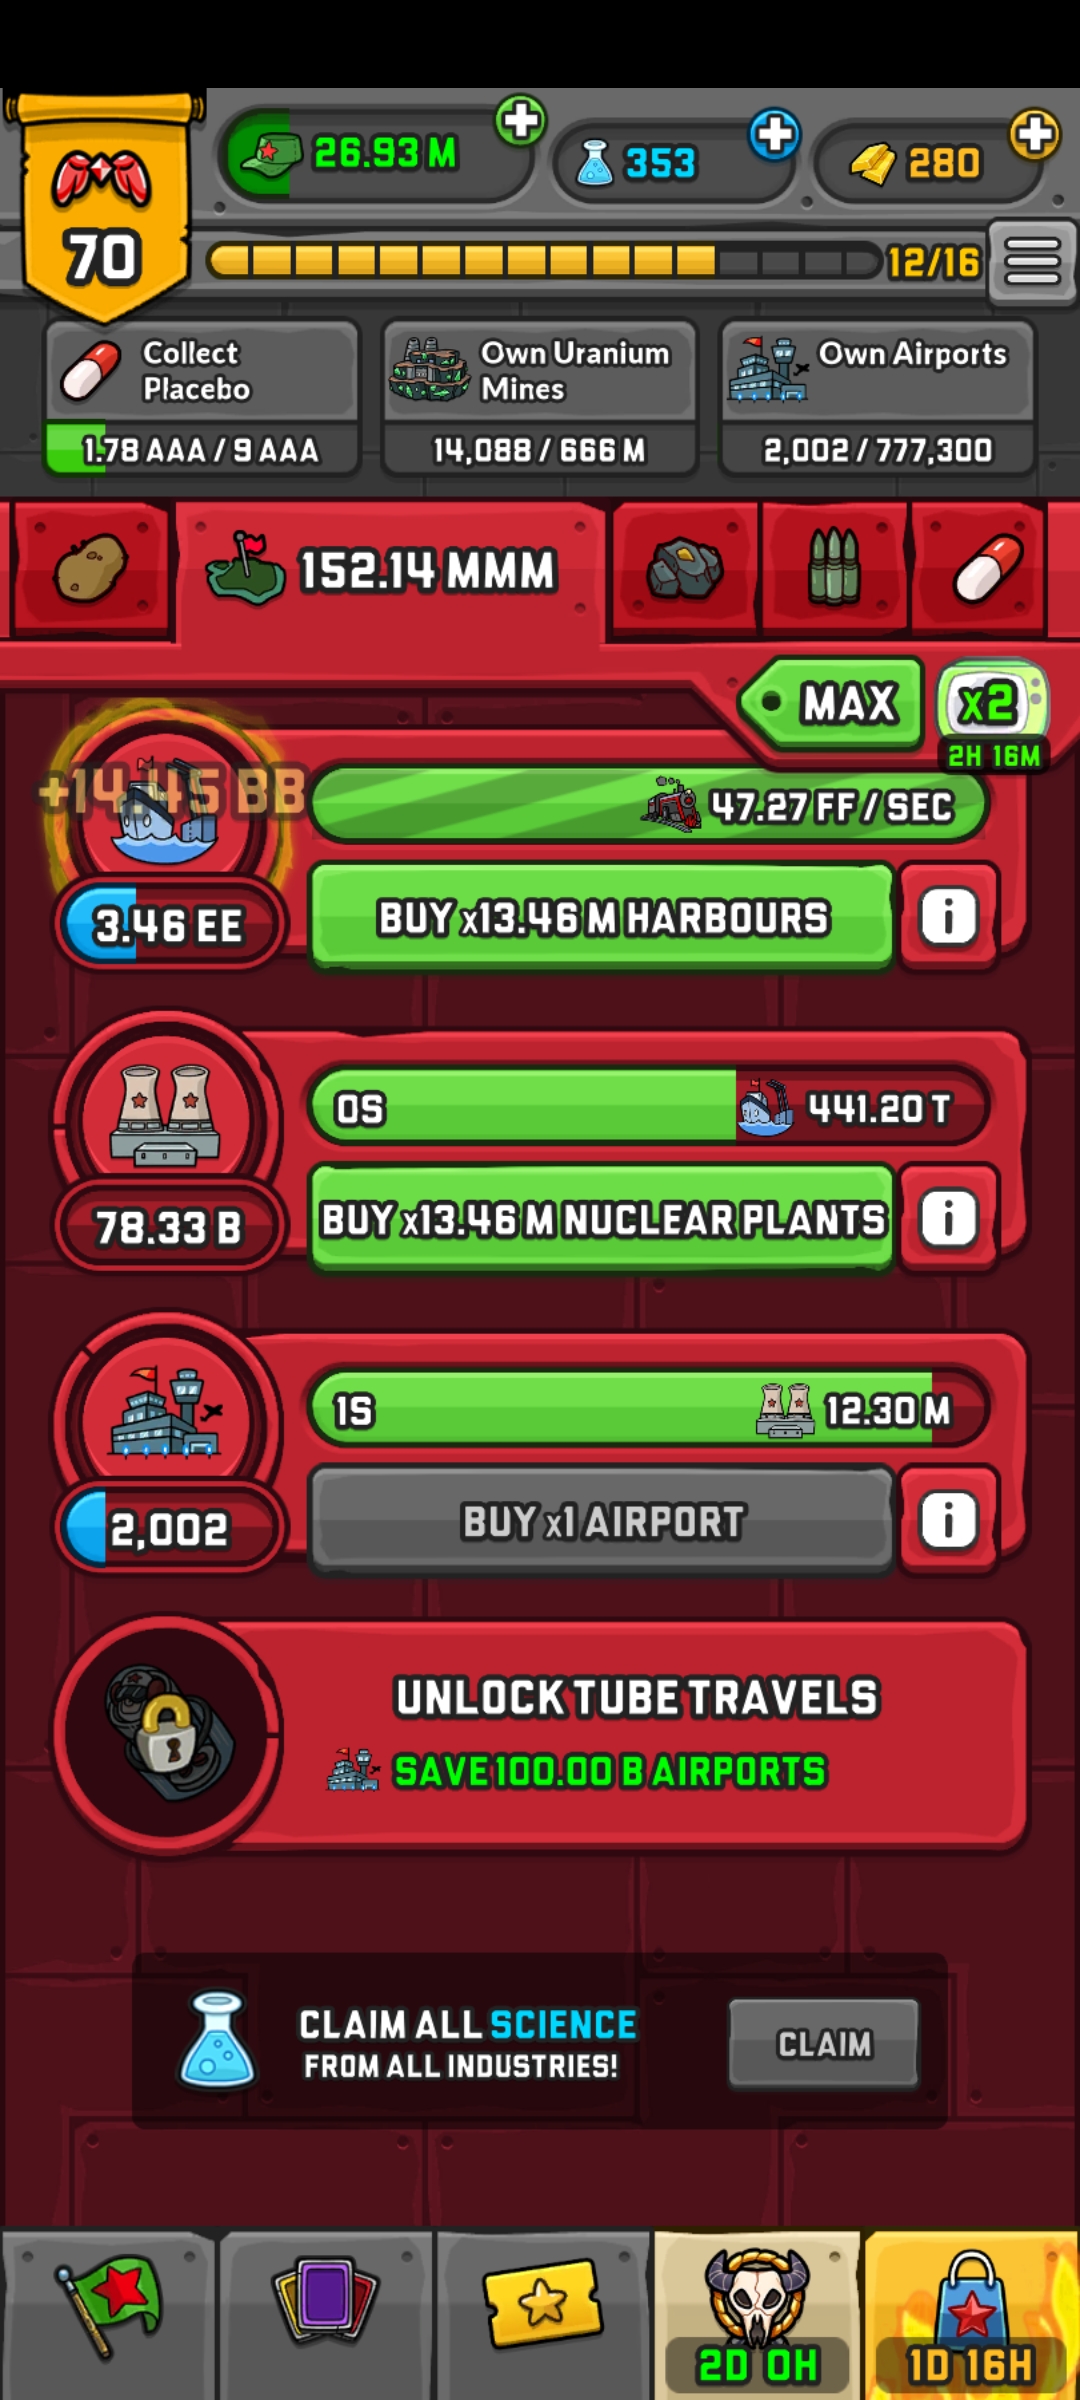 26.93 M
353
280
70
12/16
Collect
Placebo
1.78 AAA / 9 AAA
Own Uranium
Mines
14,088 / 666 M
Own Airports
2,002 / 777,300
152.14 MMM
MAX
x2
2H 16M
+14.45 BB
47.27 FF / SEC
3.46 EE
BUY x13.46 M HARBOURS
i
0S
441.20 T
78.33 B
BUY x13.46 M NUCLEAR PLANTS
i
1S
12.30 M
2,002
BUY x1 AIRPORT
i
UNLOCK TUBE TRAVELS
SAVE 100.00 B AIRPORTS
CLAIM ALL SCIENCE
FROM ALL INDUSTRIES!
CLAIM
2D 0H
1D 16H